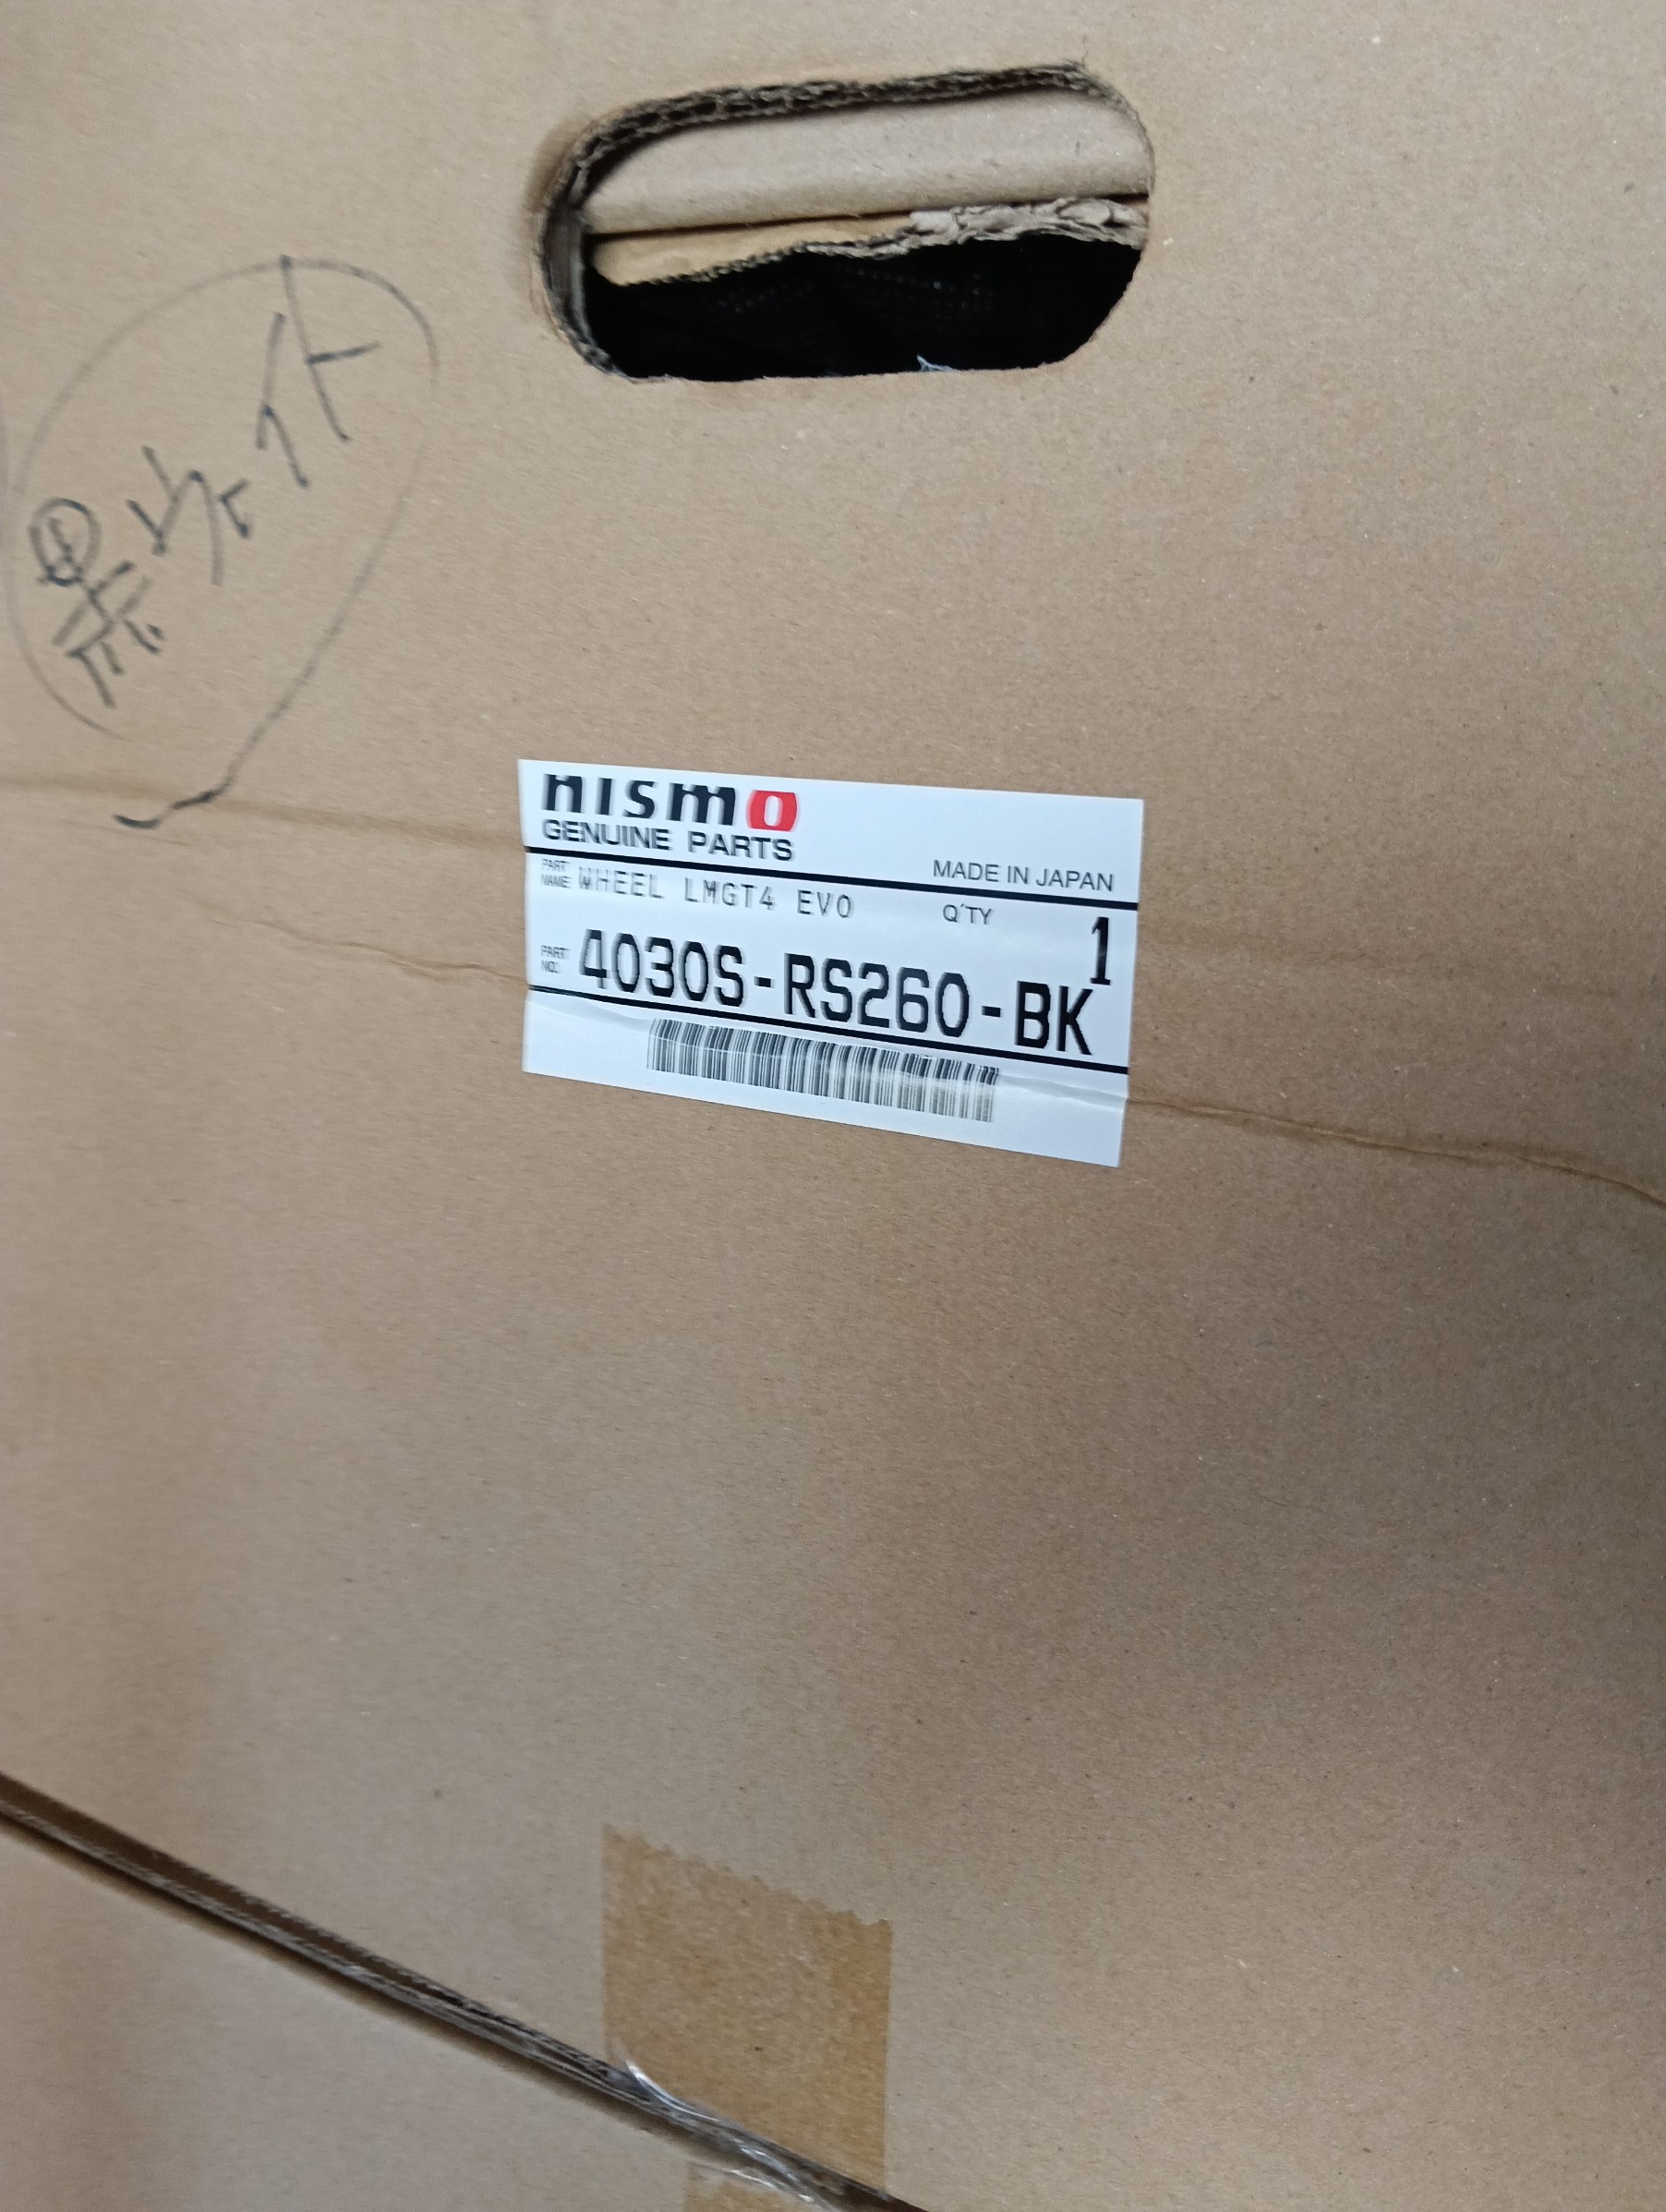 nismo
GENUINE PARTS
MADE IN JAPAN
PART NAME: WHEEL LMGT4 EVO
Q'TY 1
PART NO.: 4030S-RS260-BK